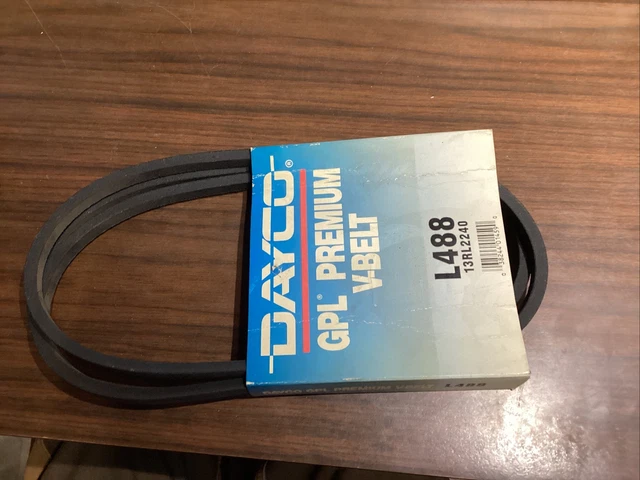 DAYCO®
GPL® PREMIUM
V-BELT
L488
13RL2240
DAYCO GPL PREMIUM V-BELT L488